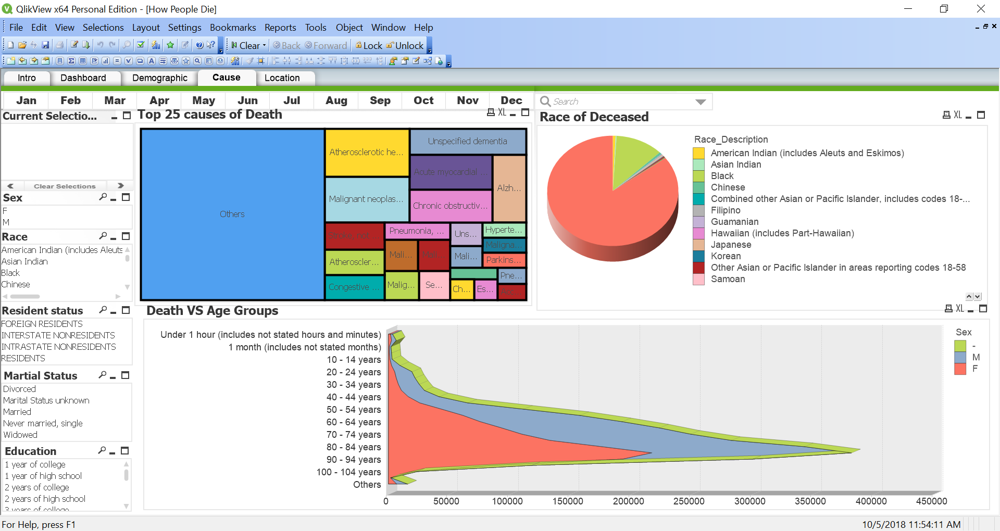 QlikView x64 Personal Edition - [How People Die]
File Edit View Selections Layout Settings Bookmarks Reports Tools Object Window Help
Clear Back Forward Lock Unlock
Intro Dashboard Demographic Cause Location
Jan Feb Mar Apr May Jun Jul Aug Sep Oct Nov Dec Search
Current Selectio...
Clear Selections
Sex
F
M
Race
American Indian (includes Aleuts
Asian Indian
Black
Chinese
Resident status
FOREIGN RESIDENTS
INTERSTATE NONRESIDENTS
INTRASTATE NONRESIDENTS
RESIDENTS
Martial Status
Divorced
Marital Status unknown
Married
Never married, single
Widowed
Education
1 year of college
1 year of high school
2 years of college
2 years of high school
3 years of college
Top 25 causes of Death
XL
Others
Atherosclerotic he...
Malignant neoplas...
Unspecified dementia
Acute myocardial ...
Chronic obstructiv...
Alzh...
Pneumonia, ...
Uns...
Hyperte...
Maligna...
Mali...
Ma...
Mali...
Parkins...
Atheroscler...
Congestive ...
Malig...
Se...
Ch...
Es...
Pne...
Race of Deceased
XL
Race_Description
American Indian (includes Aleuts and Eskimos)
Asian Indian
Black
Chinese
Combined other Asian or Pacific Islander, includes codes 18-...
Filipino
Guamanian
Hawaiian (includes Part-Hawaiian)
Japanese
Korean
Other Asian or Pacific Islander in areas reporting codes 18-58
Samoan
Death VS Age Groups
XL
Under 1 hour (includes not stated hours and minutes)
1 month (includes not stated months)
10 - 14 years
20 - 24 years
30 - 34 years
40 - 44 years
50 - 54 years
60 - 64 years
70 - 74 years
80 - 84 years
90 - 94 years
100 - 104 years
Others
0 50000 100000 150000 200000 250000 300000 350000 400000 450000
Sex
-
M
F
For Help, press F1
10/5/2018 11:54:11 AM